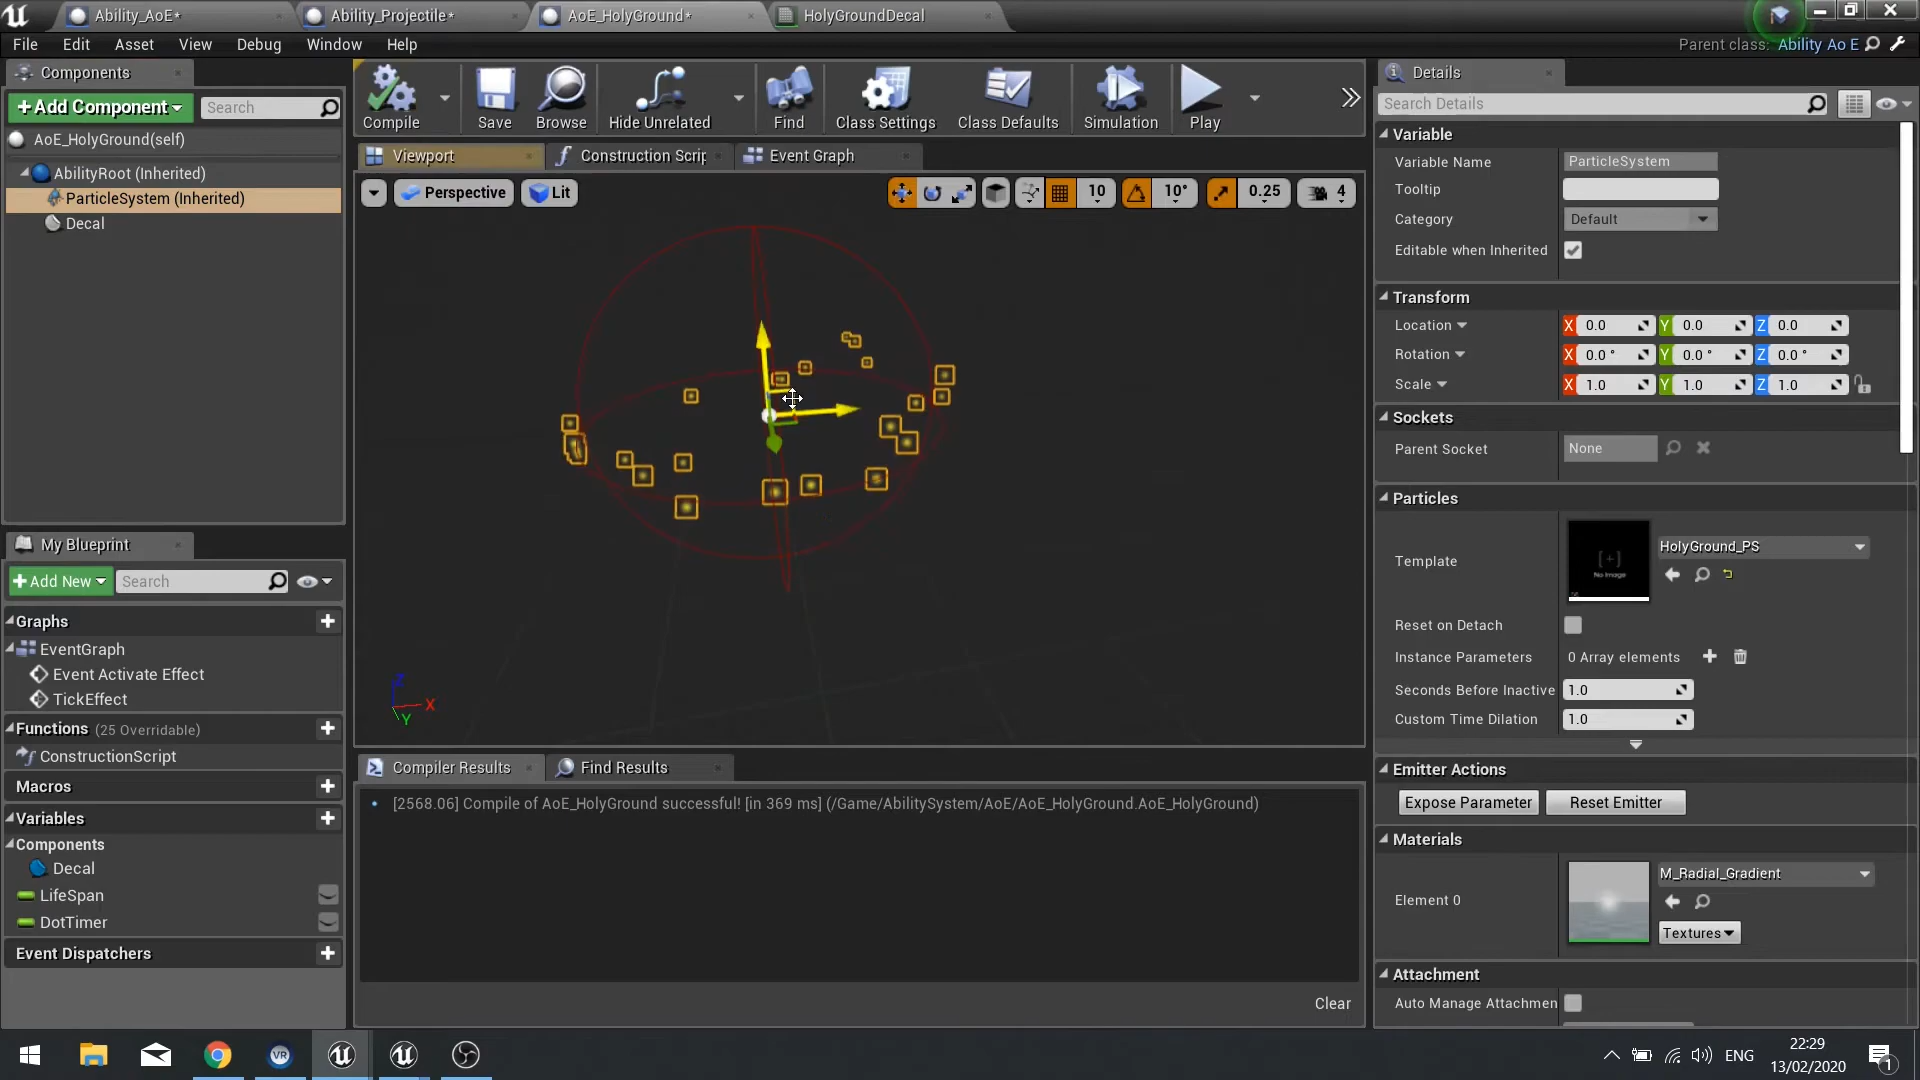 Ability_AoE*
Ability_Projectile*
AoE_HolyGround*
HolyGroundDecal
File Edit Asset View Debug Window Help
Parent class: Ability Ao E
Components
+Add Component
Search
AoE_HolyGround(self)
AbilityRoot (Inherited)
ParticleSystem (Inherited)
Decal
Compile
Save
Browse
Hide Unrelated
Find
Class Settings
Class Defaults
Simulation
Play
Viewport
Construction Scrip
Event Graph
Perspective
Lit
10
10°
0.25
4
X
Y
Z
My Blueprint
+Add New
Search
Graphs
EventGraph
Event Activate Effect
TickEffect
Functions (25 Overridable)
ConstructionScript
Macros
Variables
Components
Decal
LifeSpan
DotTimer
Event Dispatchers
Compiler Results
Find Results
[2568.06] Compile of AoE_HolyGround successful! [in 369 ms] (/Game/AbilitySystem/AoE/AoE_HolyGround.AoE_HolyGround)
Clear
Details
Search Details
Variable
Variable Name ParticleSystem
Tooltip
Category Default
Editable when Inherited
Transform
Location X 0.0 Y 0.0 Z 0.0
Rotation X 0.0 ° Y 0.0 ° Z 0.0 °
Scale X 1.0 Y 1.0 Z 1.0
Sockets
Parent Socket None
Particles
Template
No Image
HolyGround_PS
Reset on Detach
Instance Parameters 0 Array elements
Seconds Before Inactive 1.0
Custom Time Dilation 1.0
Emitter Actions
Expose Parameter
Reset Emitter
Materials
Element 0
M_Radial_Gradient
Textures
Attachment
Auto Manage Attachmen
ENG
22:29
13/02/2020
1